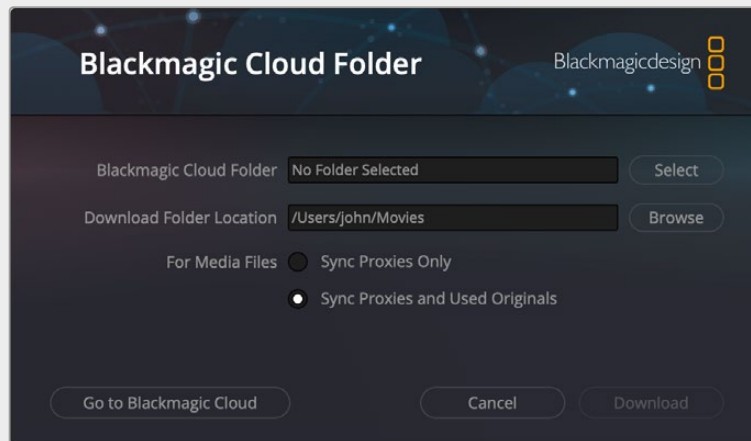 Blackmagic Cloud Folder
Blackmagicdesign
Blackmagic Cloud Folder No Folder Selected Select
Download Folder Location /Users/john/Movies Browse
For Media Files Sync Proxies Only
Sync Proxies and Used Originals
Go to Blackmagic Cloud Cancel Download